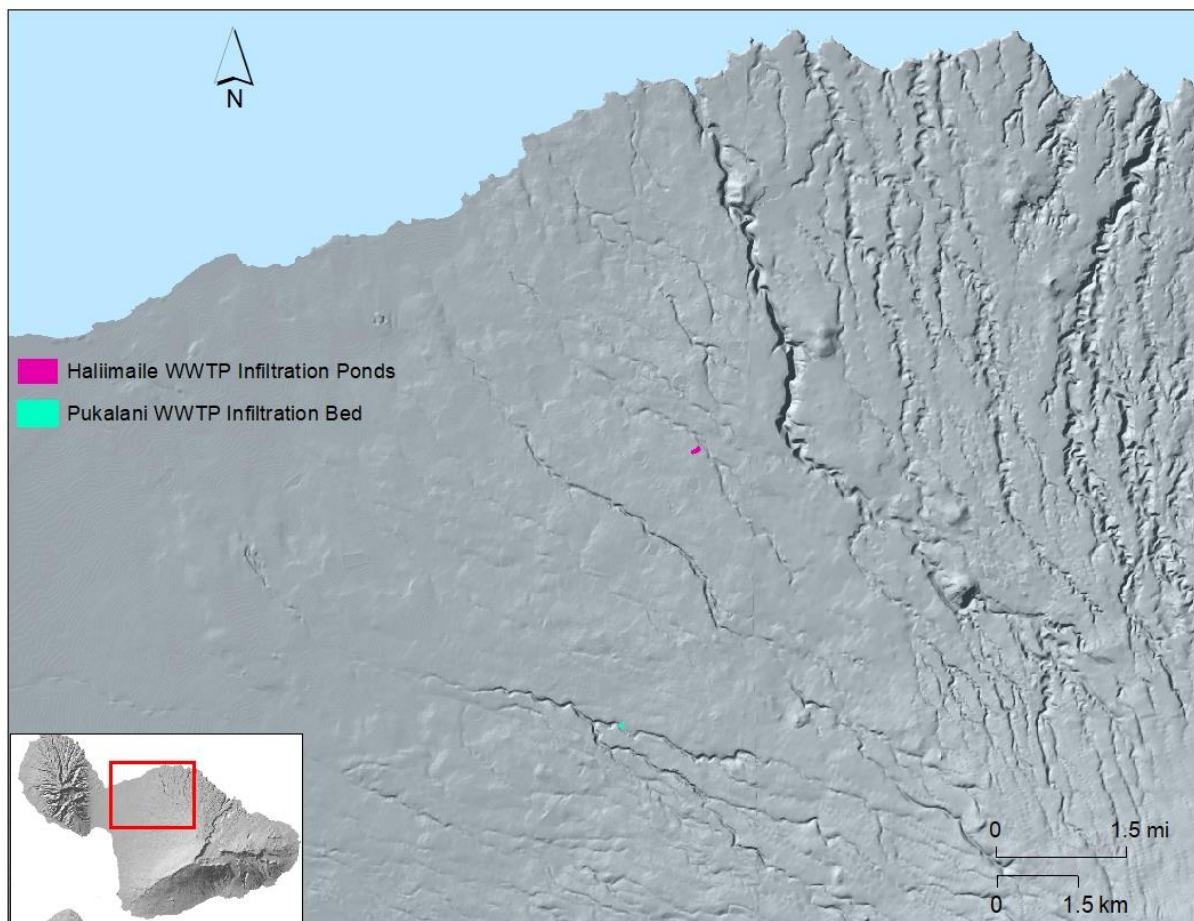 N
Haliimaile WWTP Infiltration Ponds
Pukalani WWTP Infiltration Bed
0 1.5 mi
0 1.5 km